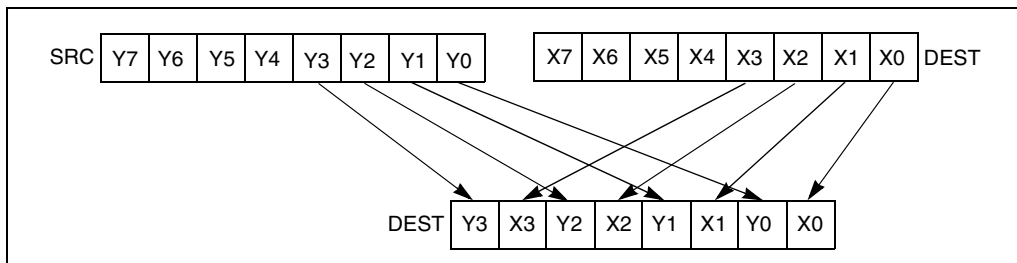 SRC Y7 Y6 Y5 Y4 Y3 Y2 Y1 Y0 X7 X6 X5 X4 X3 X2 X1 X0 DEST
DEST Y3 X3 Y2 X2 Y1 X1 Y0 X0